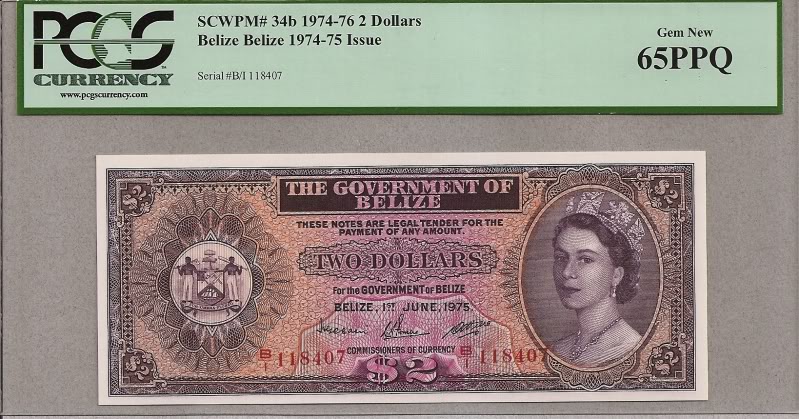 PCGS
CURRENCY
www.pcgscurrency.com
SCWPM# 34b 1974-76 2 Dollars
Belize Belize 1974-75 Issue
Serial #B/I 118407
Gem New
65PPQ
$2
$2
THE GOVERNMENT OF
BELIZE
THESE NOTES ARE LEGAL TENDER FOR THE
PAYMENT OF ANY AMOUNT.
TWO DOLLARS
For the GOVERNMENT OF BELIZE
BELIZE, 1ST JUNE, 1975.
B/1 118407
B/1 118407
COMMISSIONERS OF CURRENCY
$2
$2
$2